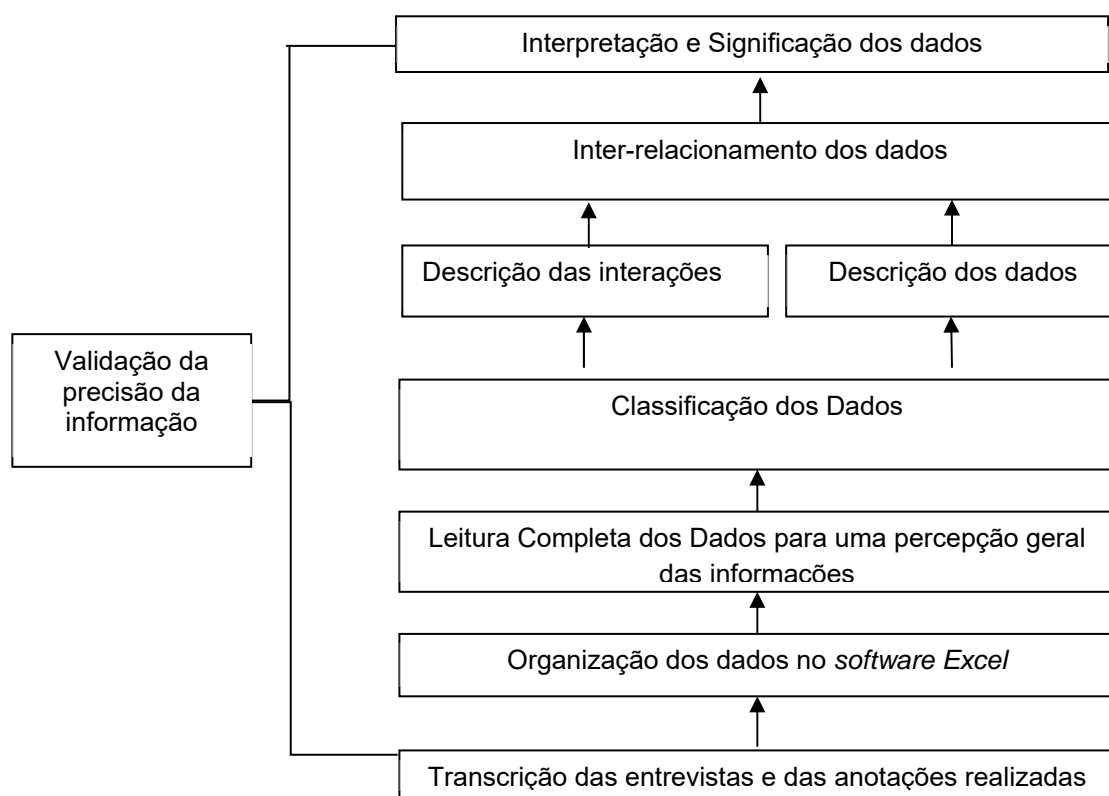 Interpretação e Significação dos dados
Inter-relacionamento dos dados
Descrição das interações
Descrição dos dados
Validação da
precisão da
informação
Classificação dos Dados
Leitura Completa dos Dados para uma percepção geral
das informações
Organização dos dados no software Excel
Transcrição das entrevistas e das anotações realizadas